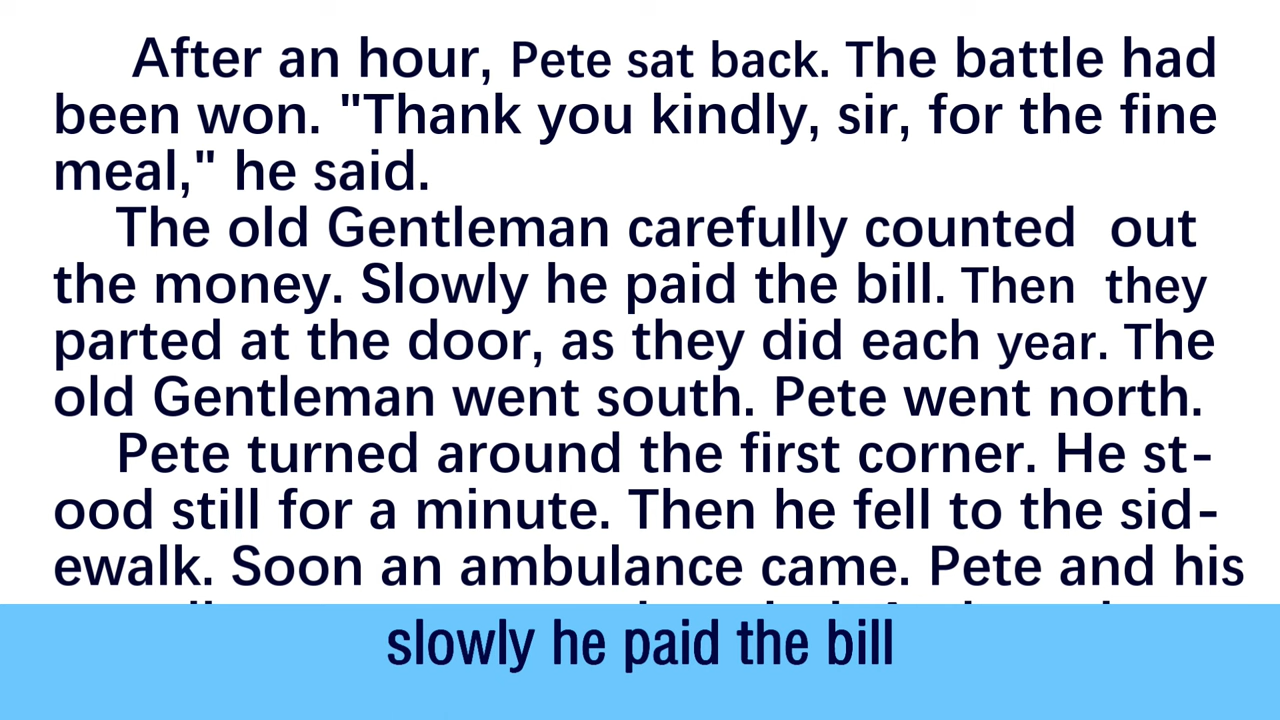 After an hour, Pete sat back. The battle had
been won. "Thank you kindly, sir, for the fine
meal," he said.
The old Gentleman carefully counted out
the money. Slowly he paid the bill. Then they
parted at the door, as they did each year. The
old Gentleman went south. Pete went north.
Pete turned around the first corner. He st-
ood still for a minute. Then he fell to the sid-
ewalk. Soon an ambulance came. Pete and his
slowly he paid the bill